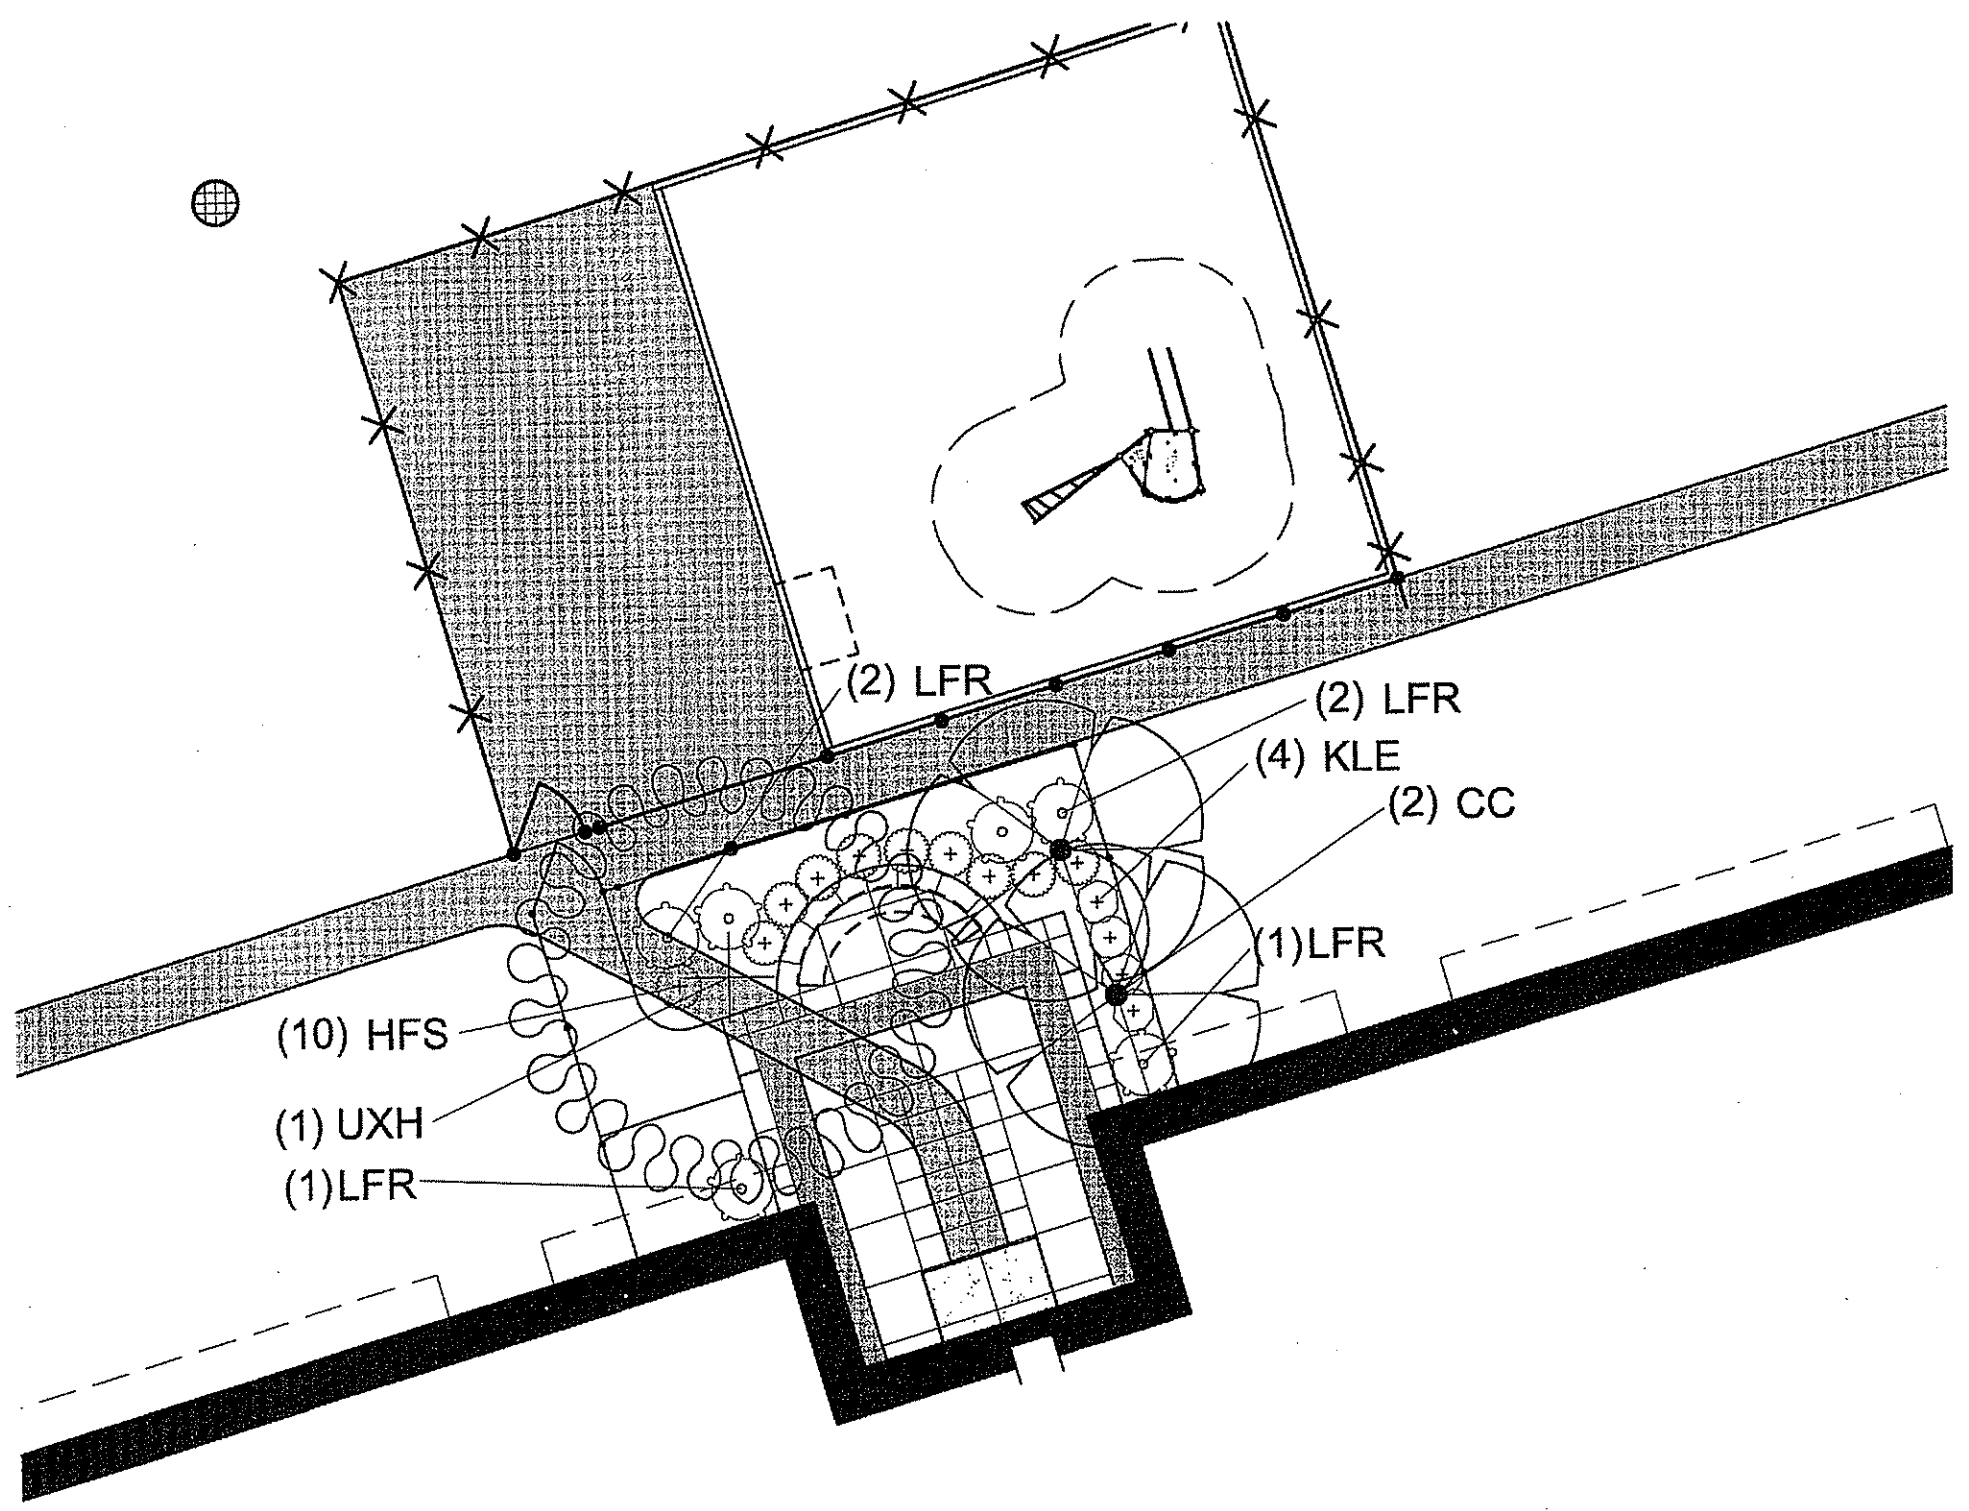 (2) LFR
(2) LFR
(4) KLE
(2) CC
(1)LFR
(10) HFS
(1) UXH
(1)LFR